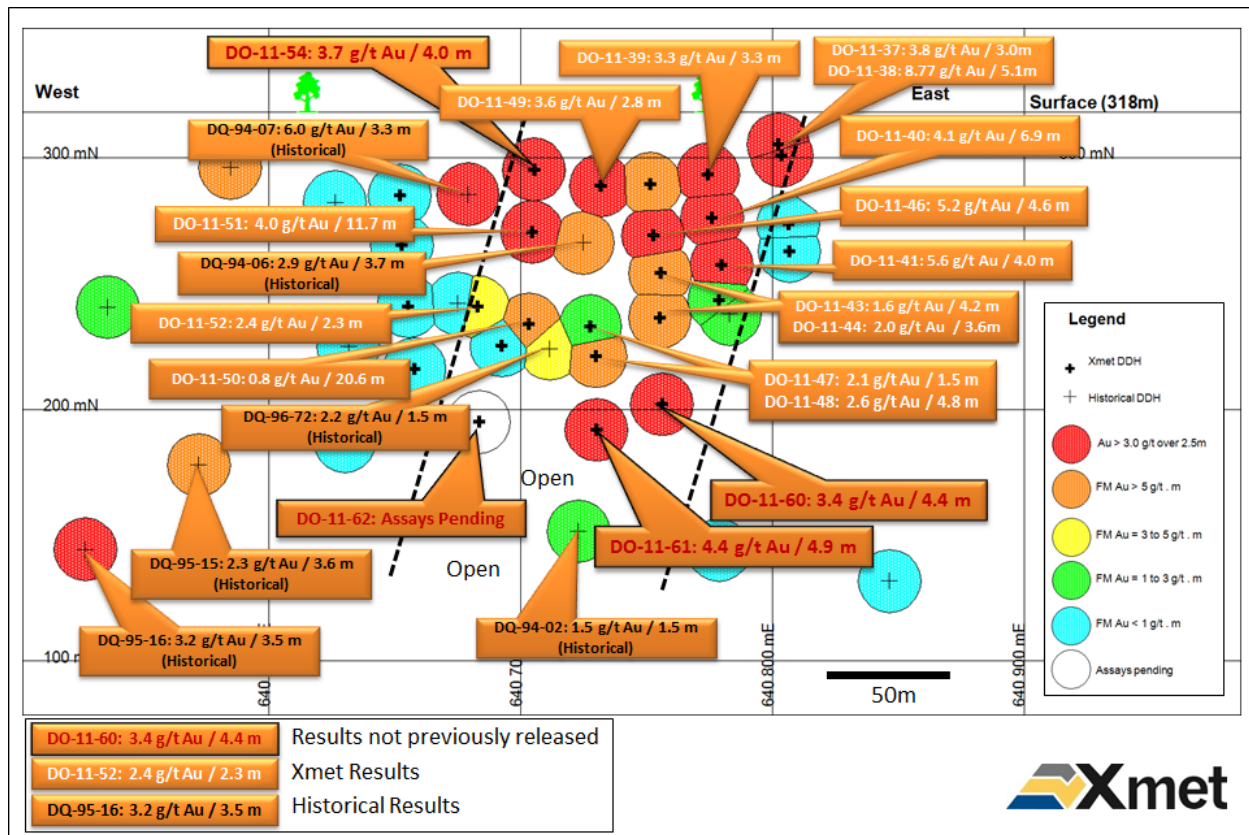 DO-11-54: 3.7 g/t Au / 4.0 m
DO-11-39: 3.3 g/t Au / 3.3 m
DO-11-37: 3.8 g/t Au / 3.0m
DO-11-38: 8.77 g/t Au / 5.1m
West
East
Surface (318m)
DO-11-49: 3.6 g/t Au / 2.8 m
DQ-94-07: 6.0 g/t Au / 3.3 m
(Historical)
DO-11-40: 4.1 g/t Au / 6.9 m
300 mN
DO-11-51: 4.0 g/t Au / 11.7 m
DO-11-46: 5.2 g/t Au / 4.6 m
DQ-94-06: 2.9 g/t Au / 3.7 m
(Historical)
DO-11-41: 5.6 g/t Au / 4.0 m
DO-11-52: 2.4 g/t Au / 2.3 m
DO-11-43: 1.6 g/t Au / 4.2 m
DO-11-44: 2.0 g/t Au / 3.6m
DO-11-50: 0.8 g/t Au / 20.6 m
DO-11-47: 2.1 g/t Au / 1.5 m
DO-11-48: 2.6 g/t Au / 4.8 m
200 mN
DQ-96-72: 2.2 g/t Au / 1.5 m
(Historical)
Open
DO-11-60: 3.4 g/t Au / 4.4 m
DO-11-62: Assays Pending
DO-11-61: 4.4 g/t Au / 4.9 m
DQ-95-15: 2.3 g/t Au / 3.6 m
(Historical)
Open
DQ-95-16: 3.2 g/t Au / 3.5 m
(Historical)
DQ-94-02: 1.5 g/t Au / 1.5 m
(Historical)
640 800 mE
640 900 mE
50m
Legend
Xmet DDH
Historical DDH
Au > 3.0 g/t over 2.5m
FM Au > 5 g/t . m
FM Au = 3 to 5 g/t . m
FM Au = 1 to 3 g/t . m
FM Au < 1 g/t . m
Assays pending
DO-11-60: 3.4 g/t Au / 4.4 m
Results not previously released
DO-11-52: 2.4 g/t Au / 2.3 m
Xmet Results
DQ-95-16: 3.2 g/t Au / 3.5 m
Historical Results
Xmet